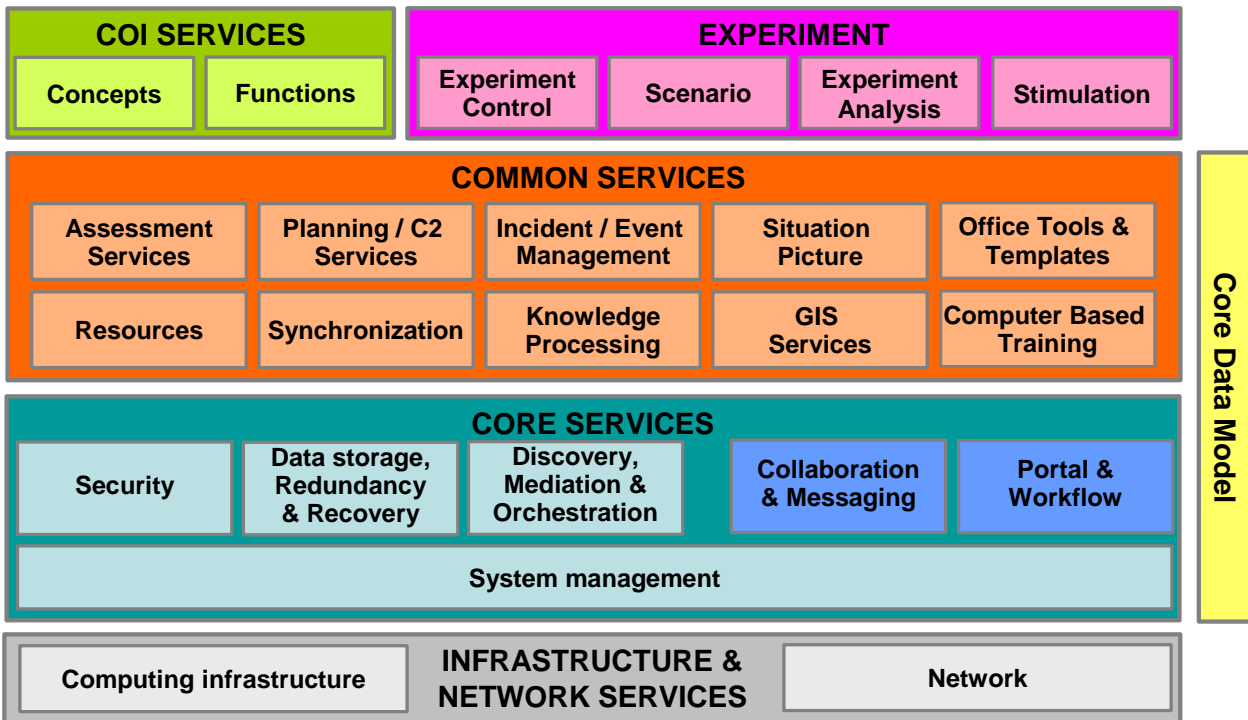 COI SERVICES
Concepts
Functions
EXPERIMENT
Experiment
Control
Scenario
Experiment
Analysis
Stimulation
COMMON SERVICES
Assessment
Services
Planning / C2
Services
Incident / Event
Management
Situation
Picture
Office Tools &
Templates
Resources
Synchronization
Knowledge
Processing
GIS
Services
Computer Based
Training
Core Data Model
CORE SERVICES
Security
Data storage,
Redundancy
& Recovery
Discovery,
Mediation &
Orchestration
Collaboration
& Messaging
Portal &
Workflow
System management
INFRASTRUCTURE &
NETWORK SERVICES
Computing infrastructure
Network